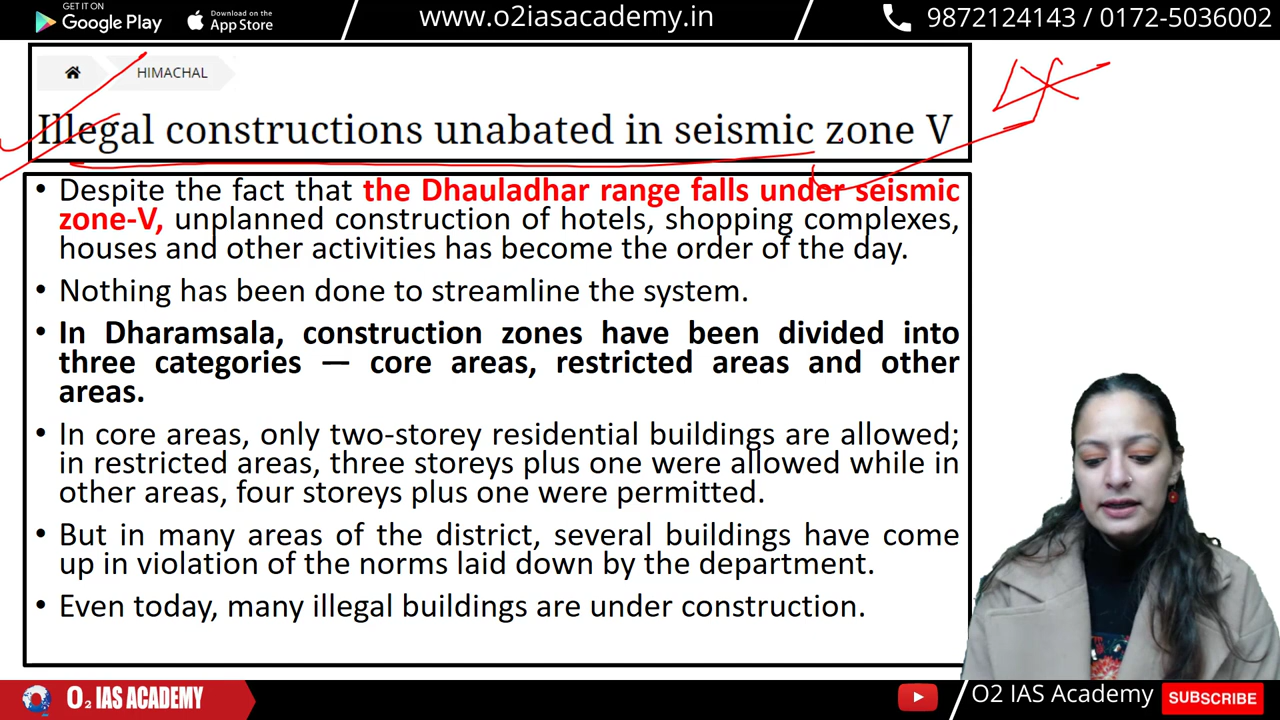 GET IT ON
Google Play
Download on the
App Store
www.o2iasacademy.in
9872124143 / 0172-5036002
HIMACHAL
Illegal constructions unabated in seismic zone V
• Despite the fact that the Dhauladhar range falls under seismic
zone-V, unplanned construction of hotels, shopping complexes,
houses and other activities has become the order of the day.
• Nothing has been done to streamline the system.
• In Dharamsala, construction zones have been divided into
three categories — core areas, restricted areas and other
areas.
• In core areas, only two-storey residential buildings are allowed;
in restricted areas, three storeys plus one were allowed while in
other areas, four storeys plus one were permitted.
• But in many areas of the district, several buildings have come
up in violation of the norms laid down by the department.
• Even today, many illegal buildings are under construction.
O₂ IAS ACADEMY
O2 IAS Academy
SUBSCRIBE